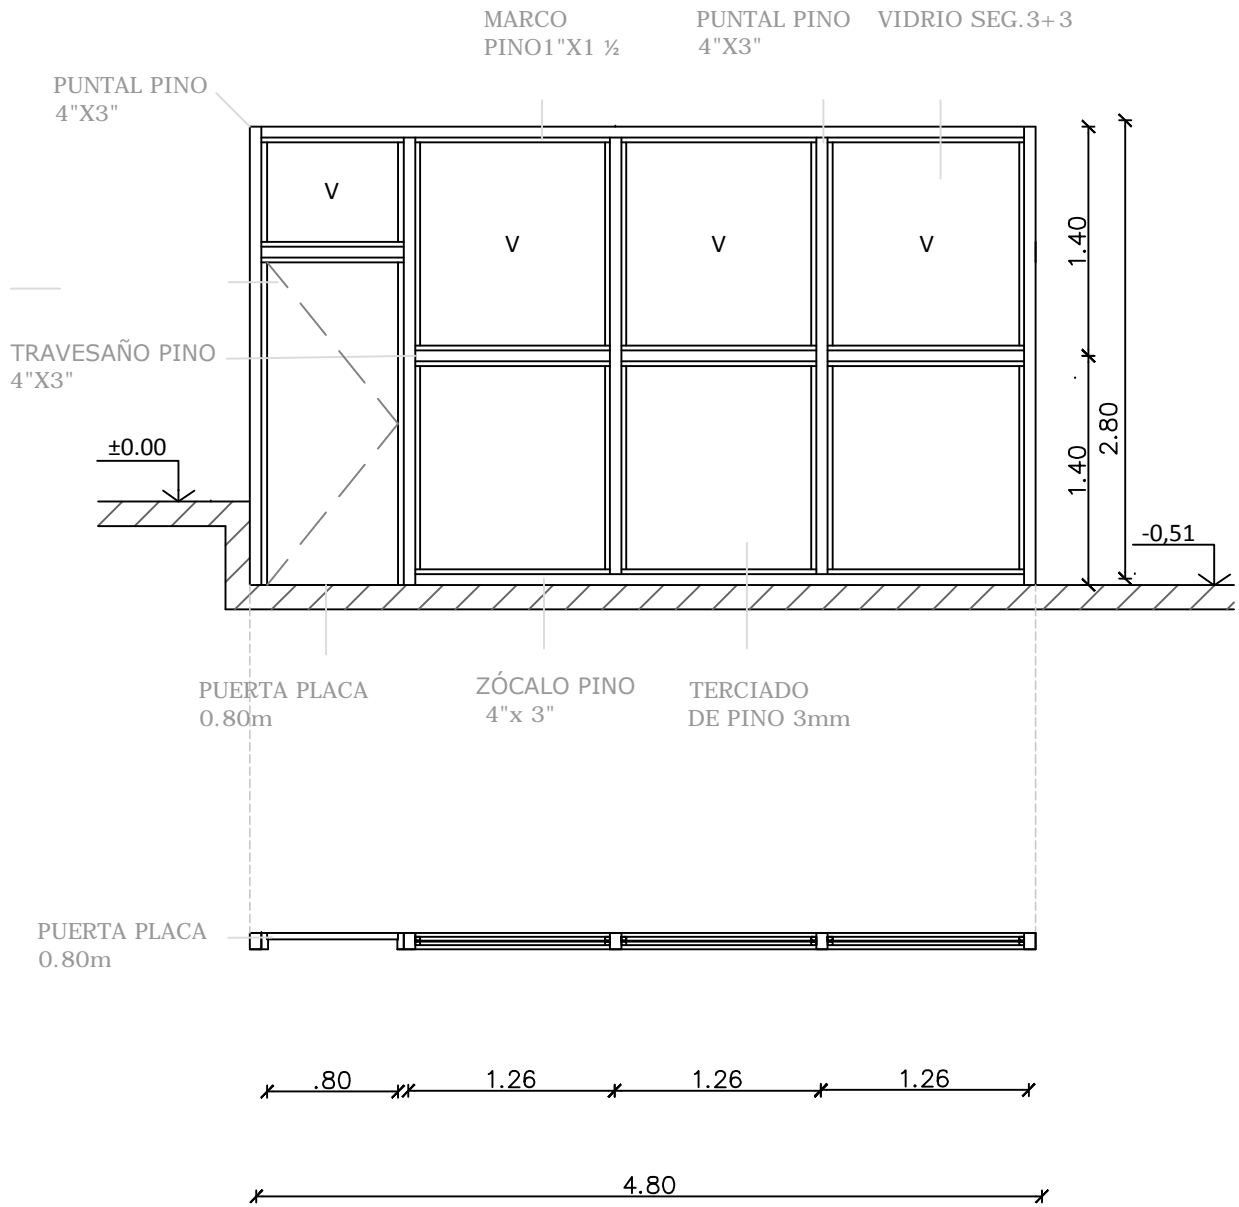 MARCO
PINO1"X1 ½
PUNTAL PINO
4"X3"
VIDRIO SEG.3+3
PUNTAL PINO
4"X3"
V
V
V
V
1.40
TRAVESAÑO PINO
4"X3"
2.80
±0.00
1.40
-0,51
PUERTA PLACA
0.80m
ZÓCALO PINO
4"x 3"
TERCIADO
DE PINO 3mm
PUERTA PLACA
0.80m
.80
1.26
1.26
1.26
4.80